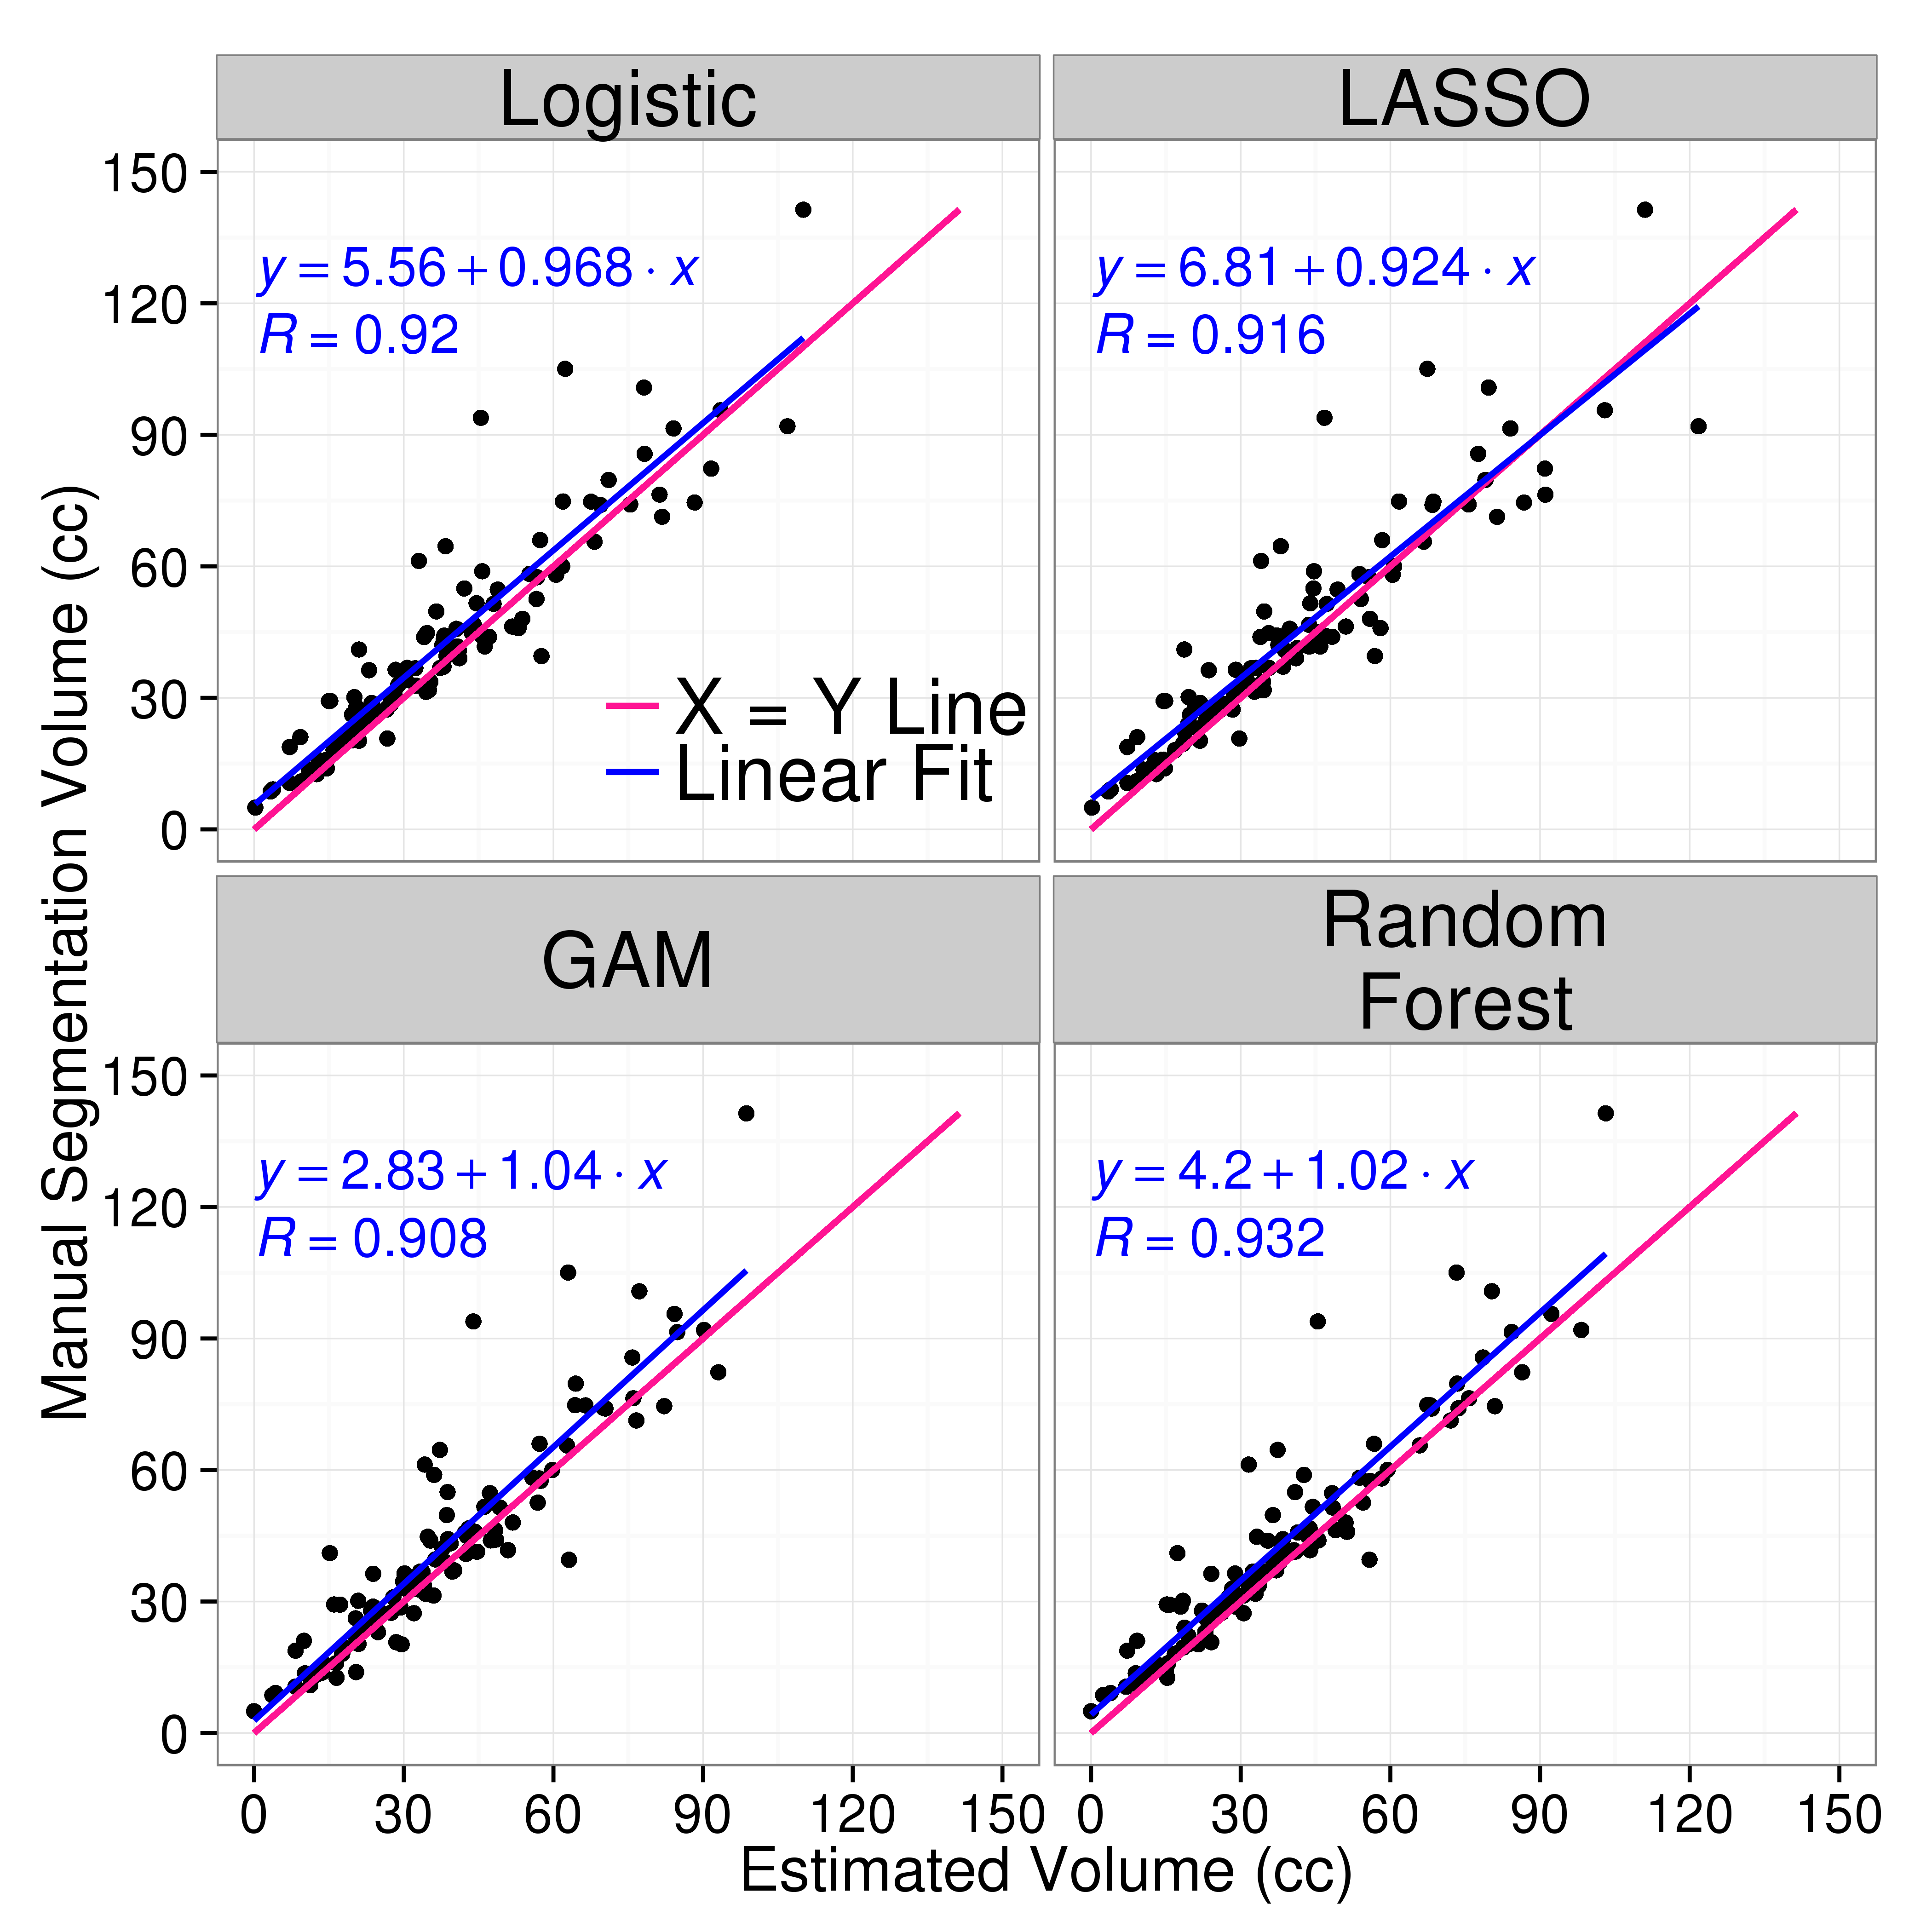 Logistic
LASSO
150
120
90
60
30
0
y = 5.56 + 0.968 · x
R = 0.92
X = Y Line
Linear Fit
y = 6.81 + 0.924 · x
R = 0.916
Manual Segmentation Volume (cc)
GAM
Random
Forest
150
120
90
60
30
0
y = 2.83 + 1.04 · x
R = 0.908
y = 4.2 + 1.02 · x
R = 0.932
0 30 60 90 120 150
0 30 60 90 120 150
Estimated Volume (cc)